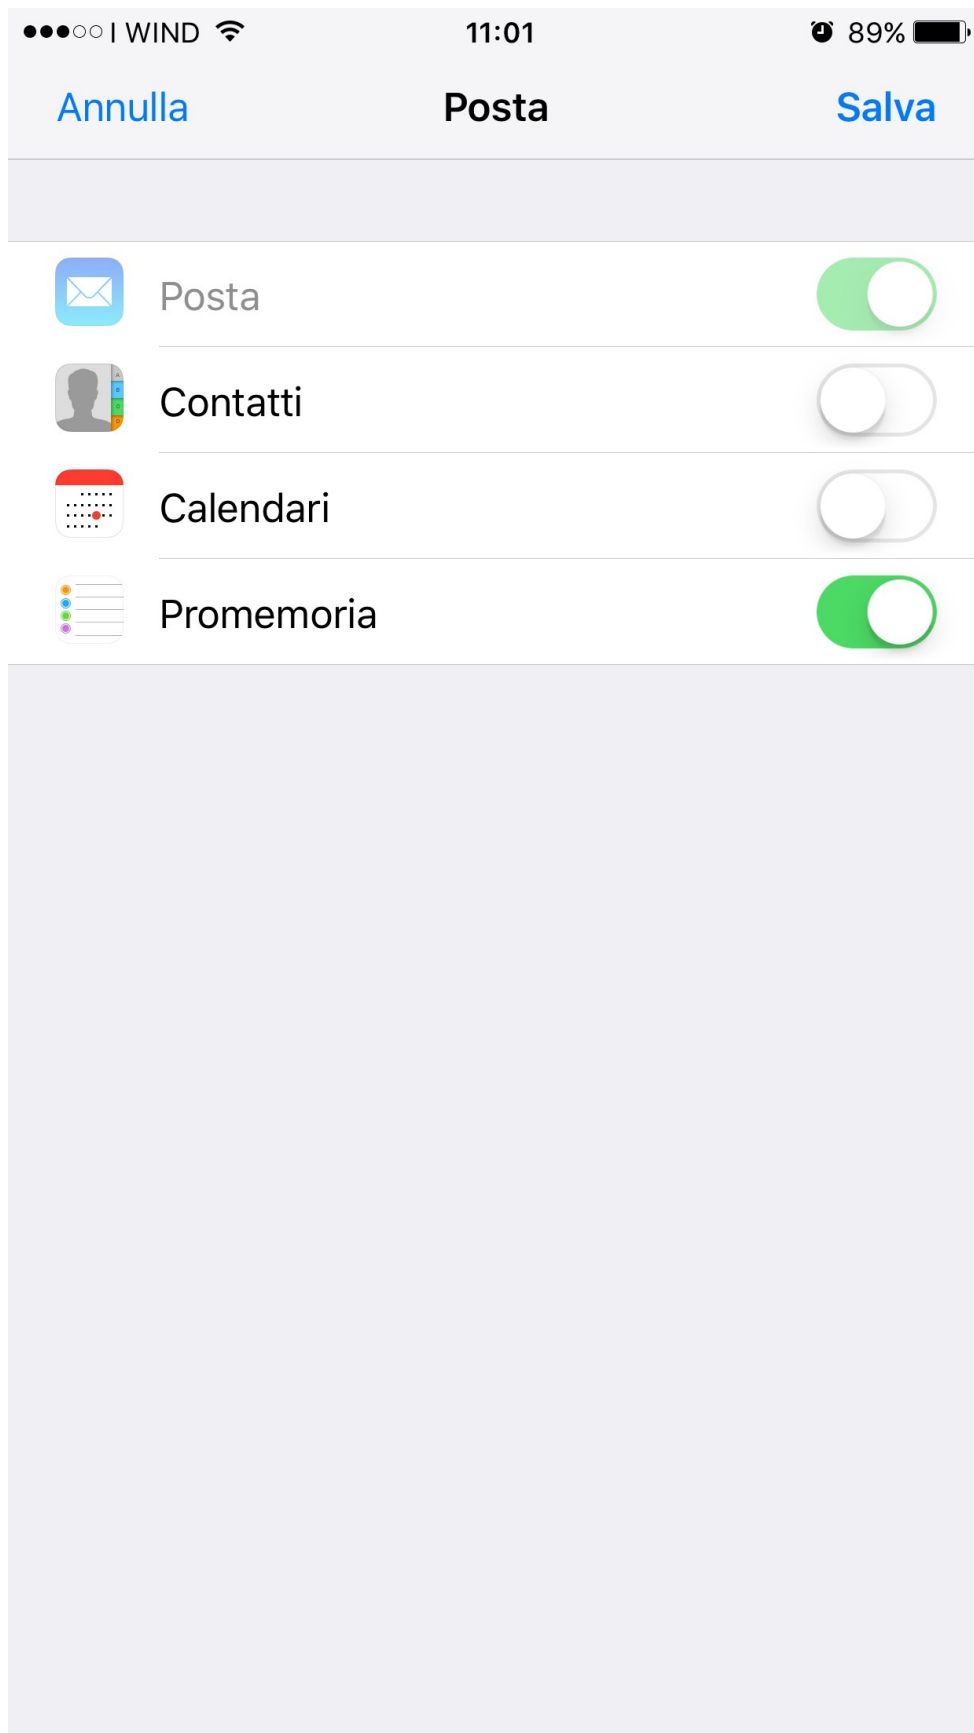 I WIND 11:01 89%
Annulla Posta Salva
Posta
Contatti
Calendari
Promemoria